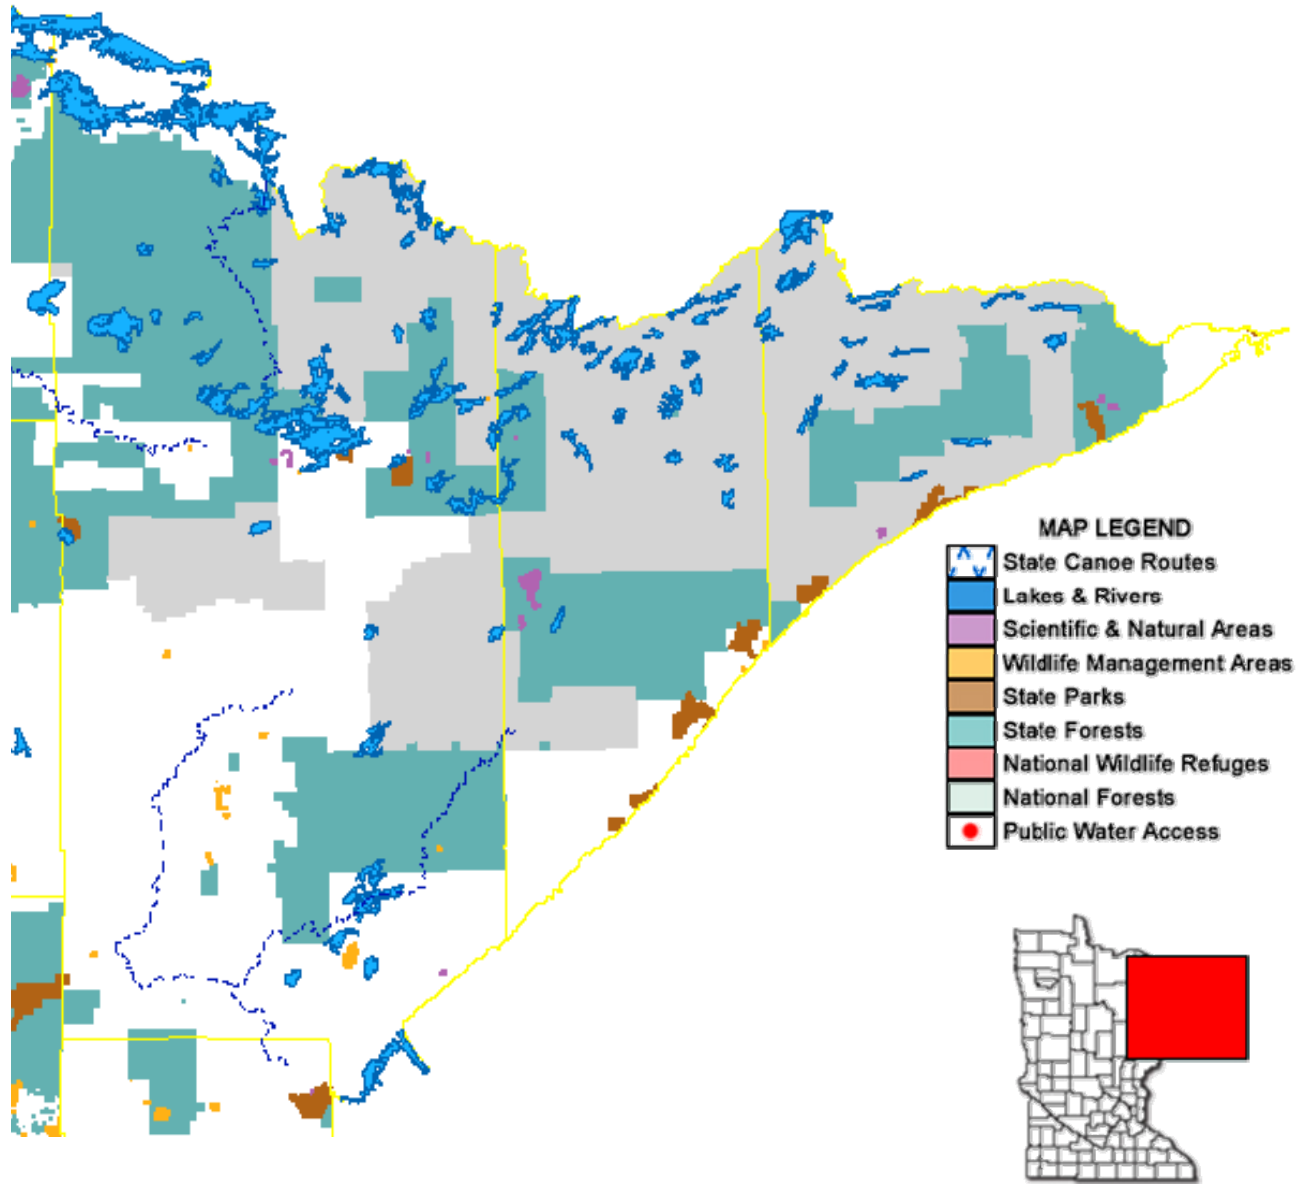 MAP LEGEND
State Canoe Routes
Lakes & Rivers
Scientific & Natural Areas
Wildlife Management Areas
State Parks
State Forests
National Wildlife Refuges
National Forests
Public Water Access